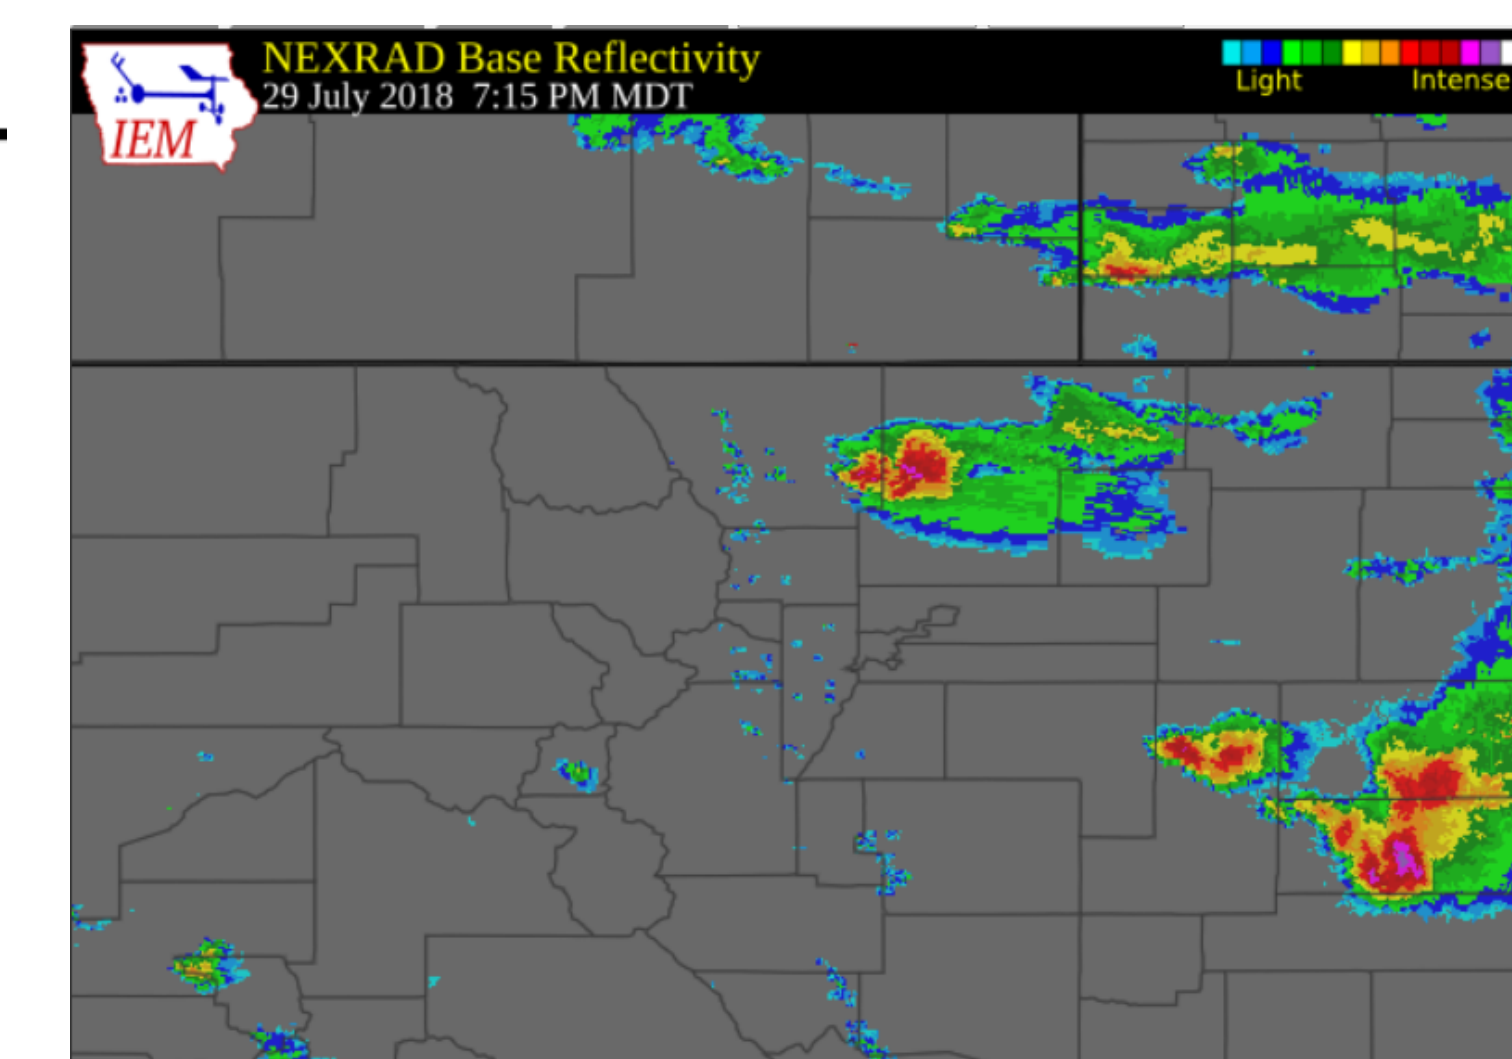 NEXRAD Base Reflectivity
29 July 2018 7:15 PM MDT
IEM
Light
Intense